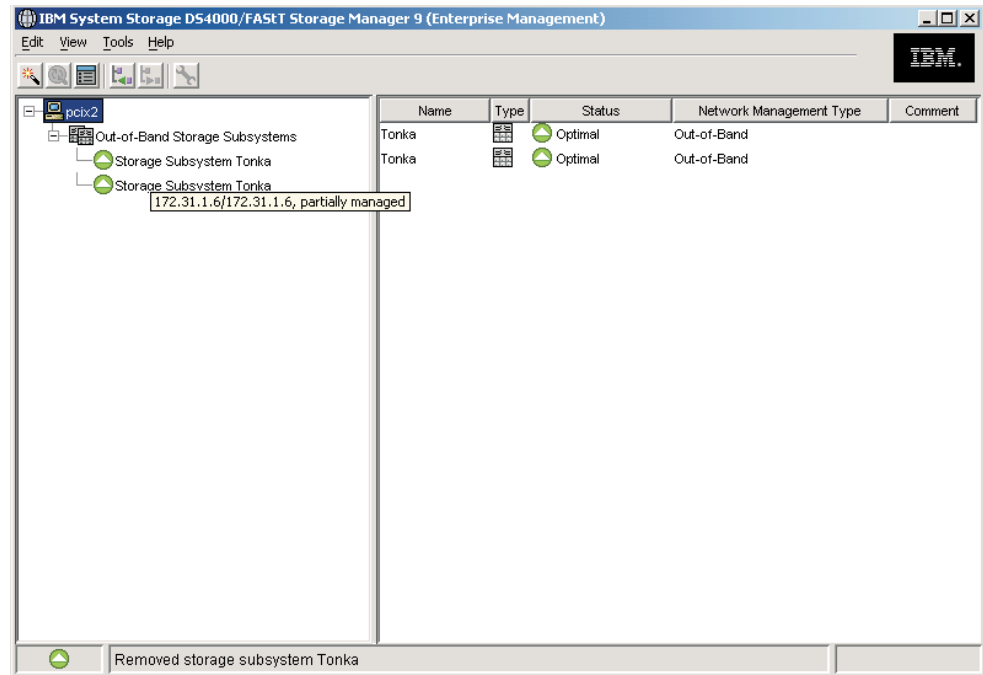 IBM System Storage DS4000/FAStT Storage Manager 9 (Enterprise Management)
Edit View Tools Help
IBM.
pcix2
Out-of-Band Storage Subsystems
Storage Subsystem Tonka
Storage Subsystem Tonka
172.31.1.6/172.31.1.6, partially managed
Name Type Status Network Management Type Comment
Tonka Optimal Out-of-Band
Tonka Optimal Out-of-Band
Removed storage subsystem Tonka